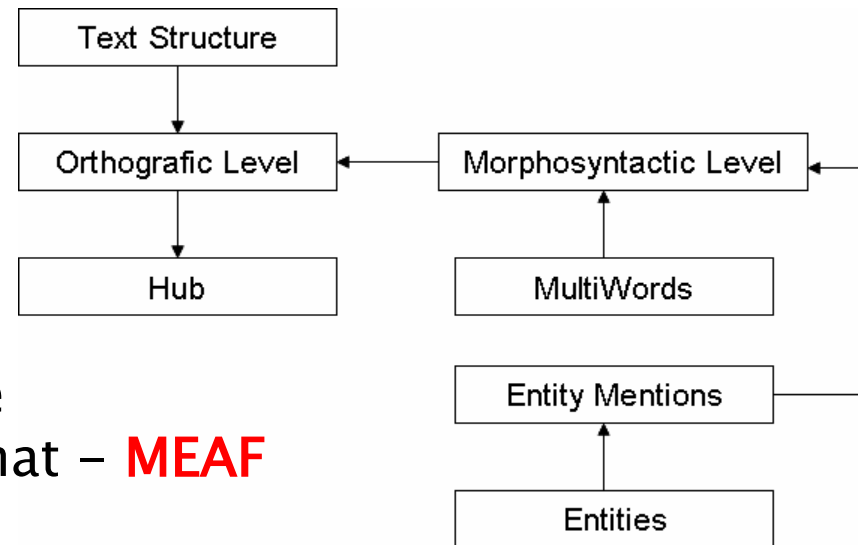 Text Structure
Orthografic Level
Morphosyntactic Level
Hub
MultiWords
Entity Mentions
Entities
e
nat – MEAF